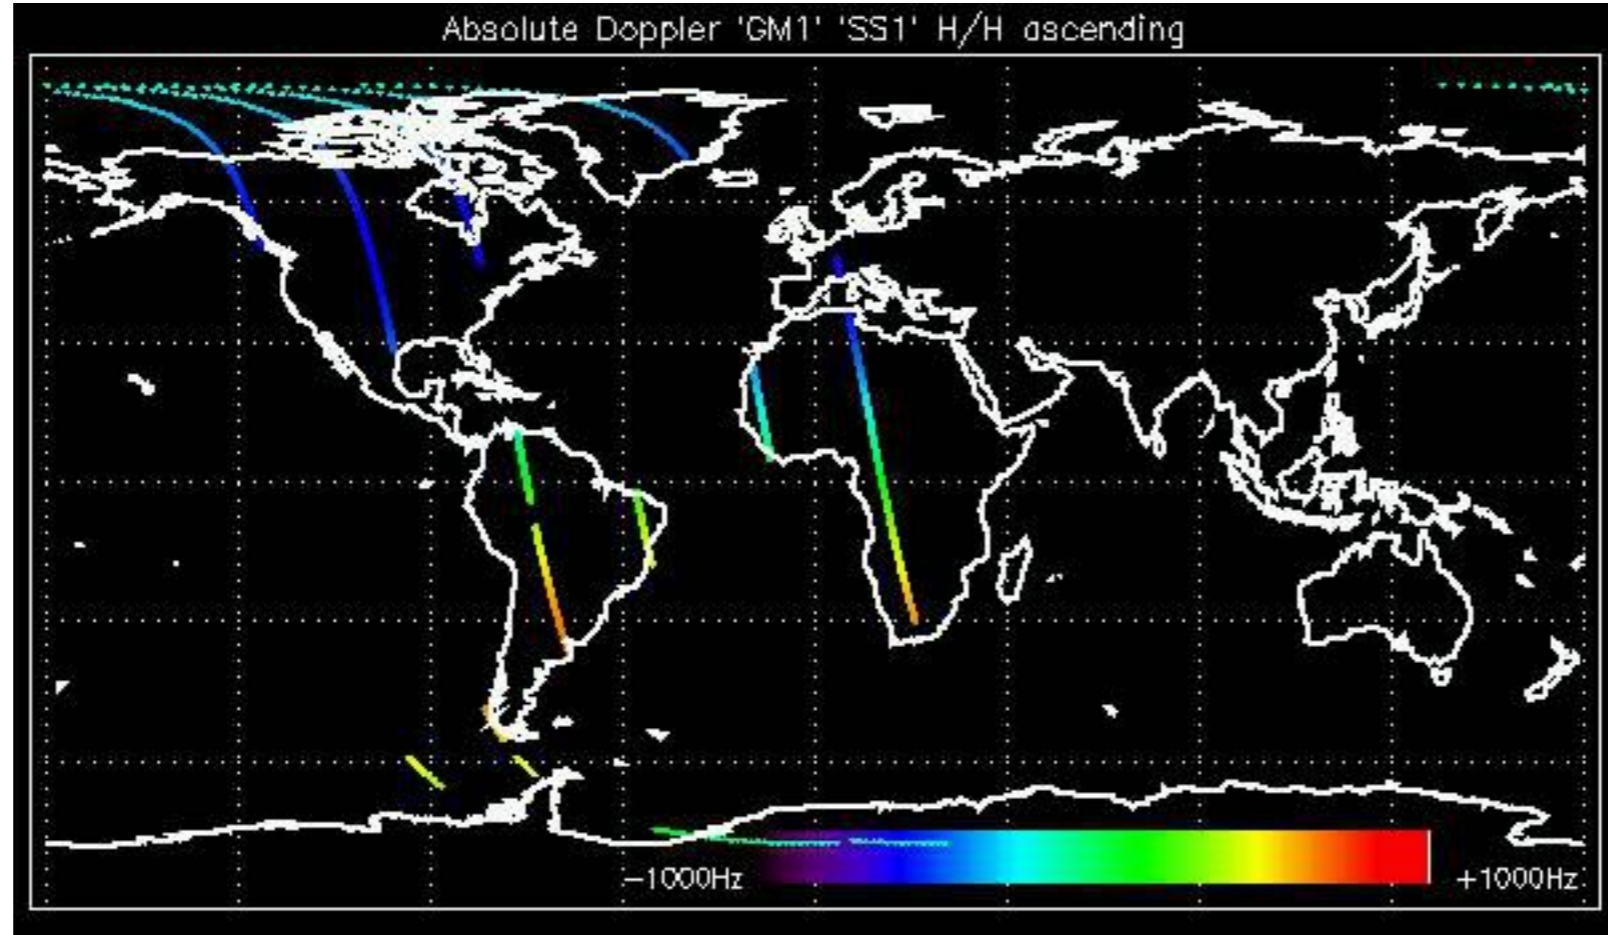 Absolute Doppler 'GM1' 'SS1' H/H ascending
−1000Hz
+1000Hz